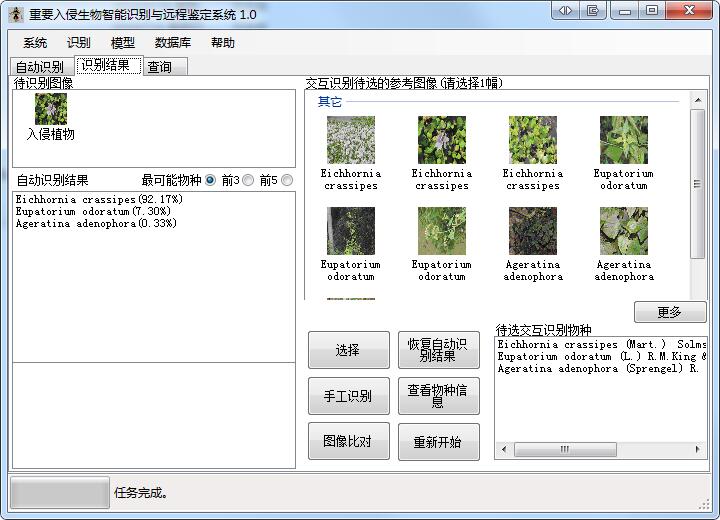 重要入侵生物智能识别与远程鉴定系统 1.0
系统 识别 模型 数据库 帮助
自动识别 识别结果 查询
待识别图像
入侵植物
自动识别结果 最可能物种 前3 前5
Eichhornia crassipes(92.17%)
Eupatorium odoratum(7.30%)
Ageratina adenophora(0.33%)
交互识别待选的参考图像(请选择1幅)
其它
Eichhornia
crassipes
Eichhornia
crassipes
Eichhornia
crassipes
Eupatorium
odoratum
Eupatorium
odoratum
Eupatorium
odoratum
Ageratina
adenophora
Ageratina
adenophora
更多
选择
恢复自动识
别结果
手工识别
查看物种信
息
图像比对
重新开始
待选交互识别物种
Eichhornia crassipes (Mart.) Solms
Eupatorium odoratum (L.) R.M.King &
Ageratina adenophora (Sprengel) R.
任务完成。